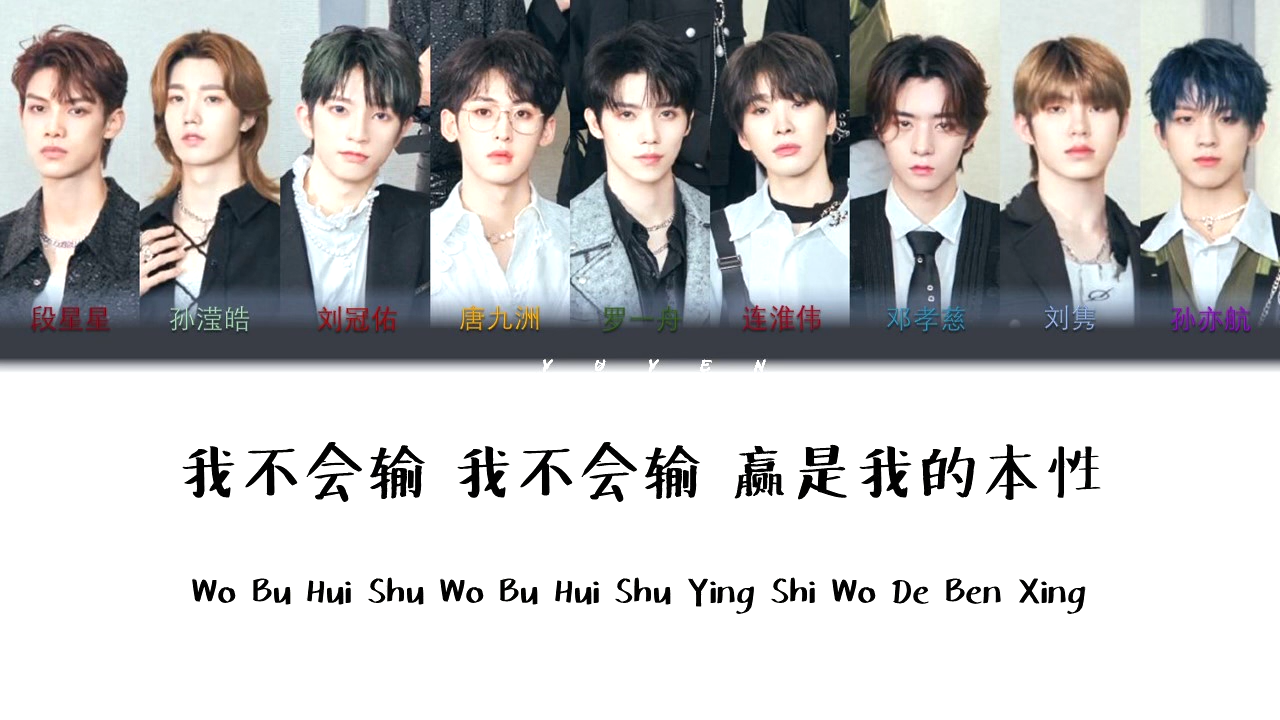 段星星 孙滢皓 刘冠佑 唐九洲 罗一舟 连淮伟 邓孝慈 刘隽 孙亦航
Y U Y E N
我不会输 我不会输 赢是我的本性
Wo Bu Hui Shu Wo Bu Hui Shu Ying Shi Wo De Ben Xing